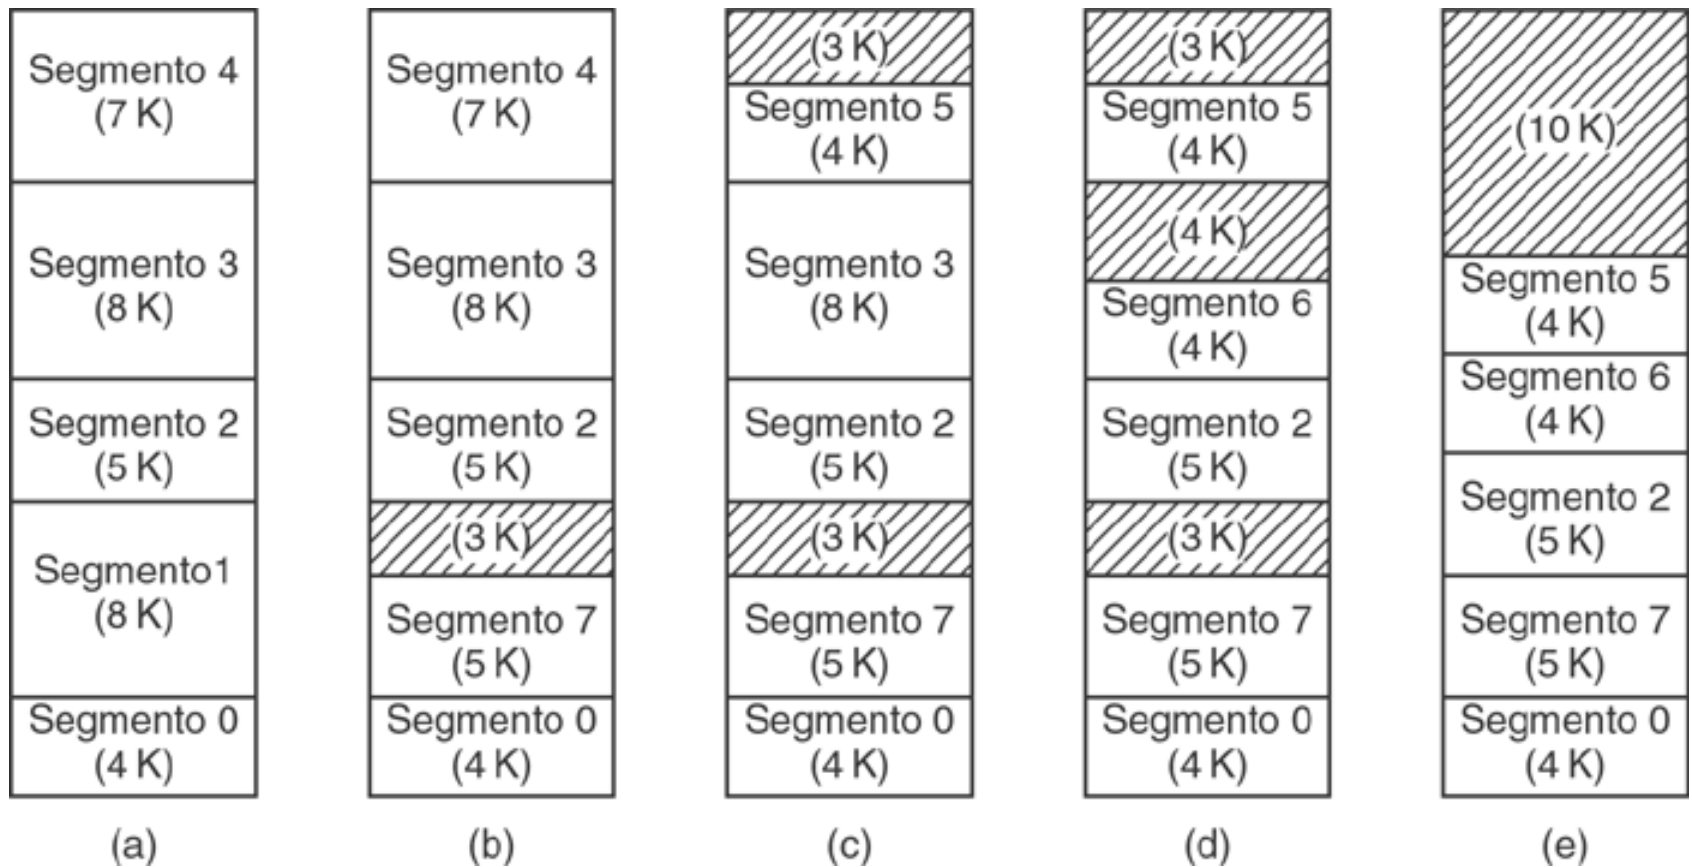 Segmento 4
(7 K)
Segmento 3
(8 K)
Segmento 2
(5 K)
Segmento1
(8 K)
Segmento 0
(4 K)
(a)
Segmento 4
(7 K)
Segmento 3
(8 K)
Segmento 2
(5 K)
(3 K)
Segmento 7
(5 K)
Segmento 0
(4 K)
(b)
(3 K)
Segmento 5
(4 K)
Segmento 3
(8 K)
Segmento 2
(5 K)
(3 K)
Segmento 7
(5 K)
Segmento 0
(4 K)
(c)
(3 K)
Segmento 5
(4 K)
(4 K)
Segmento 6
(4 K)
Segmento 2
(5 K)
(3 K)
Segmento 7
(5 K)
Segmento 0
(4 K)
(d)
(10 K)
Segmento 5
(4 K)
Segmento 6
(4 K)
Segmento 2
(5 K)
Segmento 7
(5 K)
Segmento 0
(4 K)
(e)